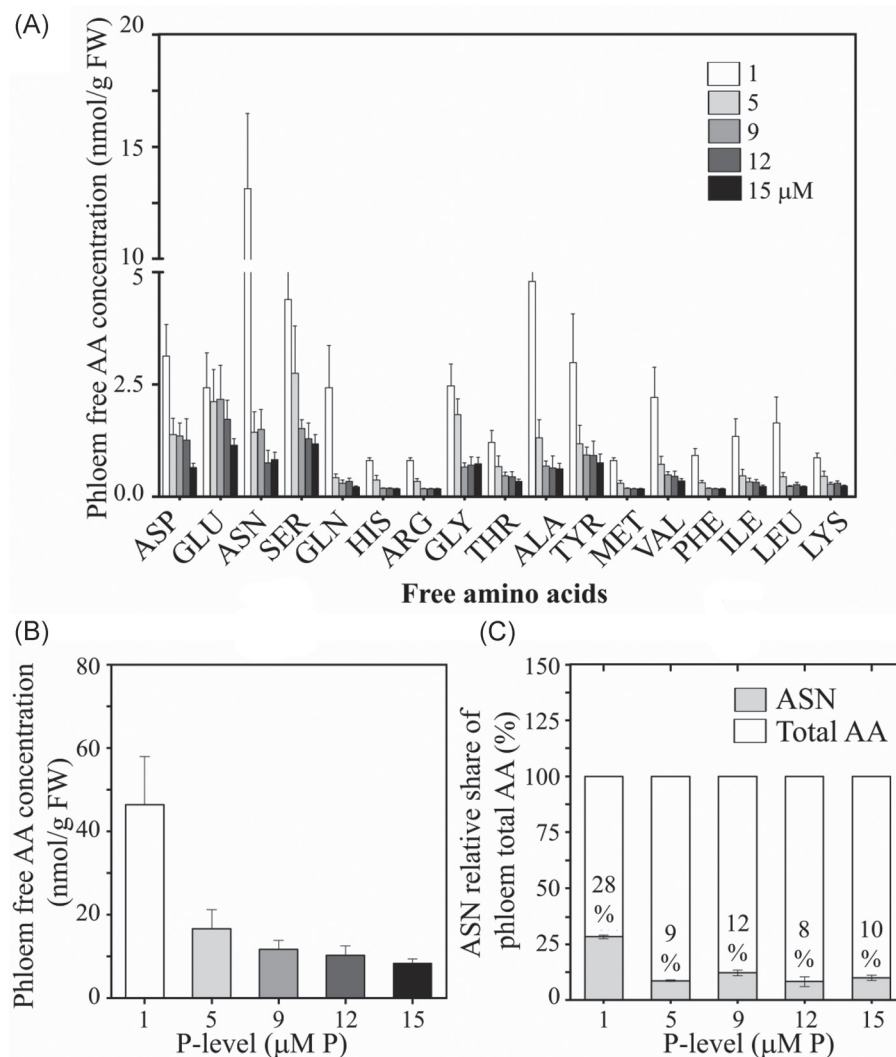 (A)
Phloem free AA concentration (nmol/g FW)
20
15
10
5
2.5
0.0
1
5
9
12
15 μM
ASP
GLU
ASN
SER
GLN
HIS
ARG
GLY
THR
ALA
TYR
MET
VAL
PHE
ILE
LEU
LYS
Free amino acids
(B)
Phloem free AA concentration
(nmol/g FW)
80
60
40
20
0
1
5
9
12
15
P-level (μM P)
(C)
ASN relative share of
phloem total AA (%)
150
125
100
75
50
25
0
ASN
Total AA
28
%
9
%
12
%
8
%
10
%
1
5
9
12
15
P-level (μM P)